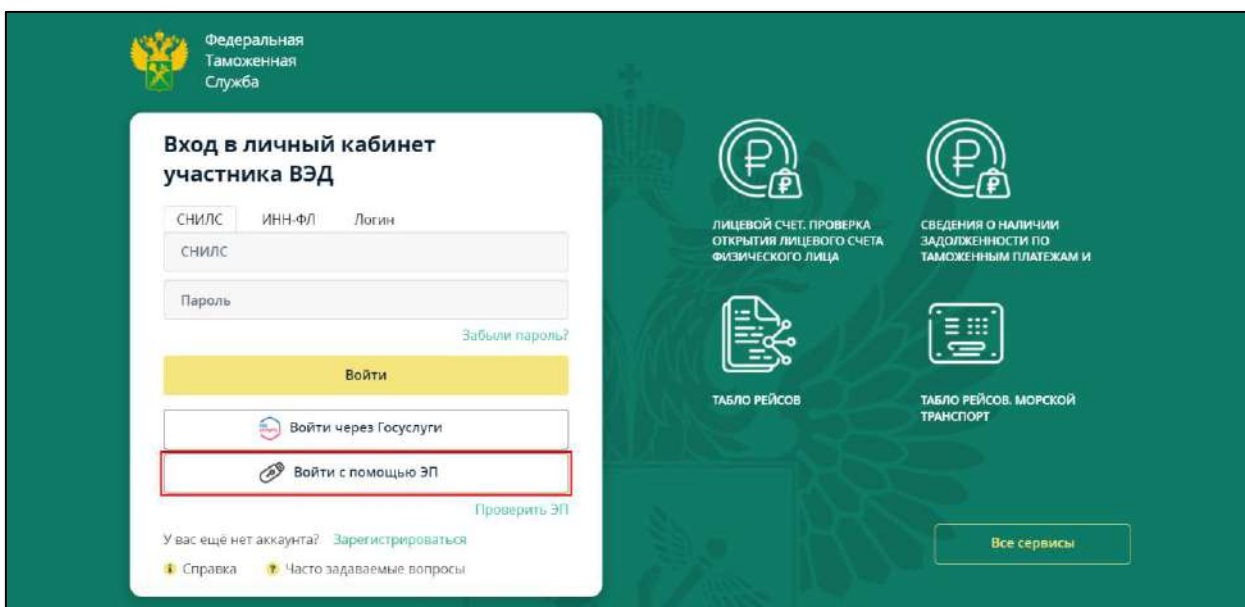 Федеральная
Таможенная
Служба
Вход в личный кабинет
участника ВЭД
СНИЛС ИНН-ФЛ Логин
СНИЛС
Пароль
Забыли пароль?
Войти
Войти через Госуслуги
Войти с помощью ЭП
Проверить ЭП
У вас ещё нет аккаунта? Зарегистрироваться
Справка Часто задаваемые вопросы
ЛИЦЕВОЙ СЧЕТ. ПРОВЕРКА
ОТКРЫТИЯ ЛИЦЕВОГО СЧЕТА
ФИЗИЧЕСКОГО ЛИЦА
СВЕДЕНИЯ О НАЛИЧИИ
ЗАДОЛЖЕННОСТИ ПО
ТАМОЖЕННЫМ ПЛАТЕЖАМ И
ТАБЛО РЕЙСОВ
ТАБЛО РЕЙСОВ. МОРСКОЙ
ТРАНСПОРТ
Все сервисы